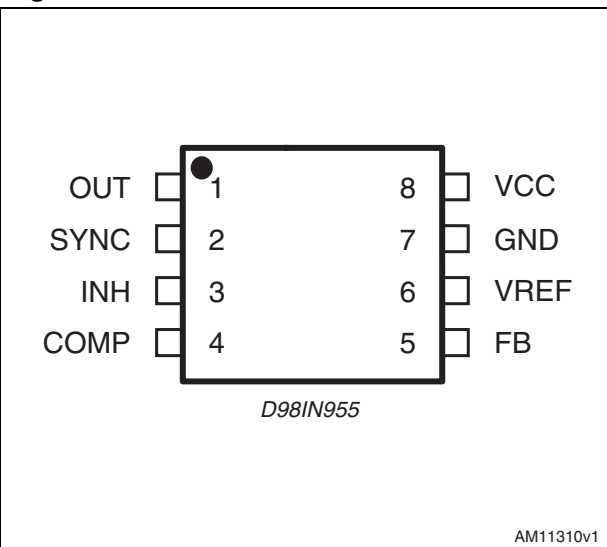 OUT 1 8 VCC
SYNC 2 7 GND
INH 3 6 VREF
COMP 4 5 FB
D98IN955
AM11310v1